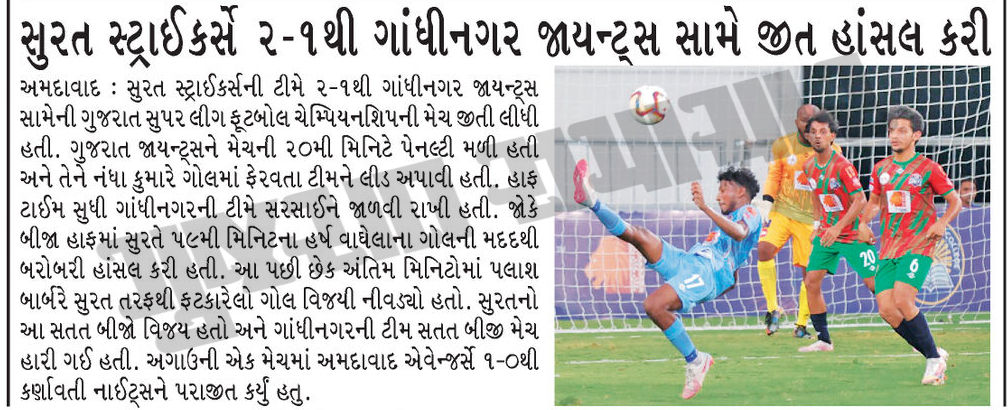 સુરત સ્ટ્રાઈકર્સે ૨-૧થી ગાંધીનગર જાયન્ટ્સ સામે જીત હાંસલ કરી
અમદાવાદ : સુરત સ્ટ્રાઈકર્સની ટીમે ૨-૧થી ગાંધીનગર જાયન્ટ્સ
સામેની ગુજરાત સુપર લીગ ફૂટબોલ ચેમ્પિયનશિપની મેચ જીતી લીધી
હતી. ગુજરાત જાયન્ટ્સને મેચની ૨૦મી મિનિટે પેનલ્ટી મળી હતી
અને તેને નંધા કુમારે ગોલમાં ફેરવતા ટીમને લીડ અપાવી હતી. હાફ
ટાઈમ સુધી ગાંધીનગરની ટીમે સરસાઈને જાળવી રાખી હતી. જોકે
બીજા હાફમાં સુરતે ૫૯મી મિનિટના હર્ષ વાઘેલાના ગોલની મદદથી
બરોબરી હાંસલ કરી હતી. આ પછી છેક અંતિમ મિનિટોમાં પલાશ
બાર્બરે સુરત તરફથી ફટકારેલો ગોલ વિજયી નીવડ્યો હતો. સુરતનો
આ સતત બીજો વિજય હતો અને ગાંધીનગરની ટીમ સતત બીજી મેચ
હારી ગઈ હતી. અગાઉની એક મેચમાં અમદાવાદ એવેન્જર્સે ૧-૦થી
કર્ણાવતી નાઈટ્સને પરાજીત કર્યું હતુ.
17
20
6